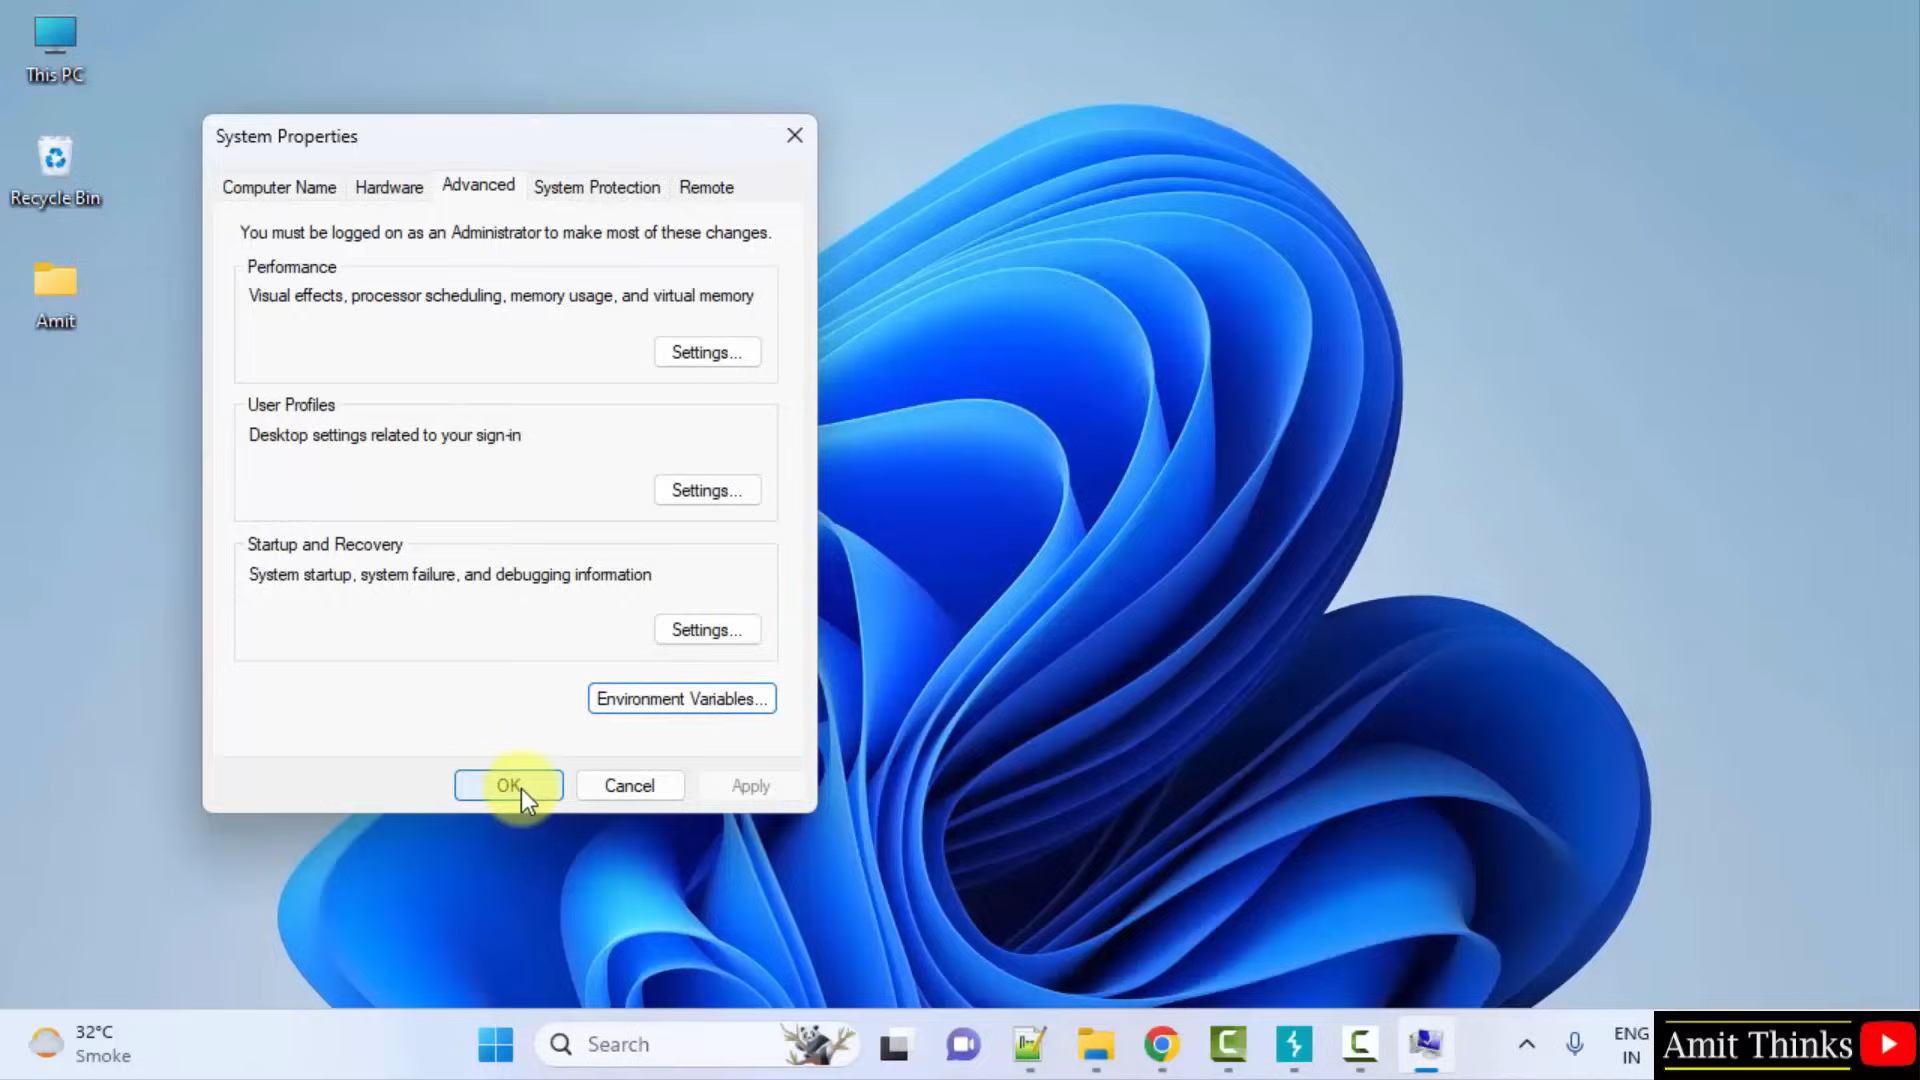 This PC
Recycle Bin
Amit
System Properties
Computer Name
Hardware
Advanced
System Protection
Remote
You must be logged on as an Administrator to make most of these changes.
Performance
Visual effects, processor scheduling, memory usage, and virtual memory
Settings...
User Profiles
Desktop settings related to your sign-in
Settings...
Startup and Recovery
System startup, system failure, and debugging information
Settings...
Environment Variables...
OK
Cancel
Apply
32°C
Smoke
Search
ENG
IN
Amit Thinks